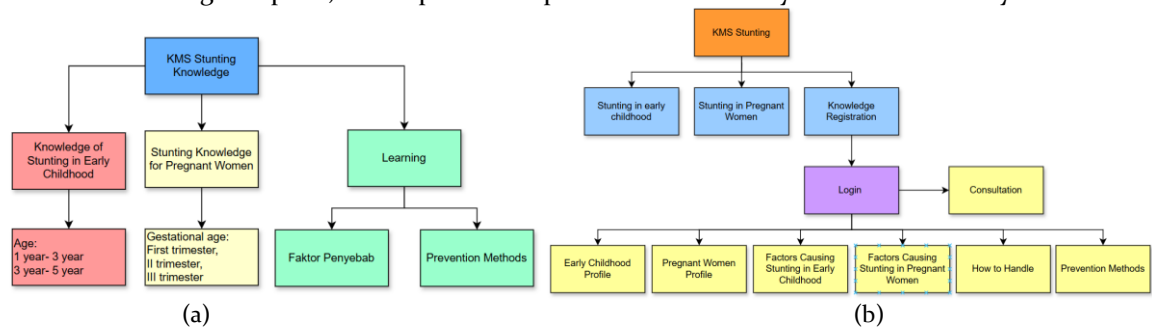 KMS Stunting
Knowledge
Knowledge of
Stunting in Early
Childhood
Stunting Knowledge
for Pregnant Women
Learning
Age:
1 year- 3 year
3 year- 5 year
Gestational age:
First trimester,
II trimester,
III trimester
Faktor Penyebab
Prevention Methods
(a)
KMS Stunting
Stunting in early
childhood
Stunting in Pregnant
Women
Knowledge
Registration
Login
Consultation
Early Childhood
Profile
Pregnant Women
Profile
Factors Causing
Stunting in Early
Childhood
Factors Causing
Stunting in Pregnant
Women
How to Handle
Prevention Methods
(b)